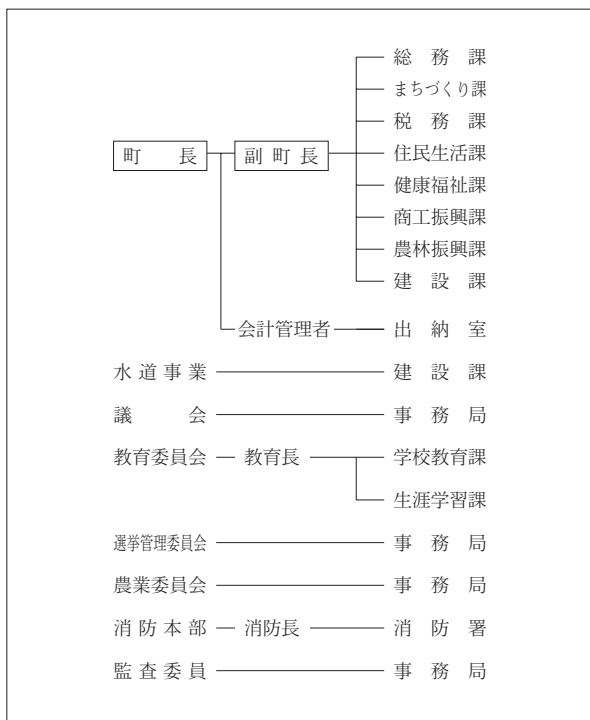 総務課
まちづくり課
税務課
町長 副町長 住民生活課
健康福祉課
商工振興課
農林振興課
建設課
会計管理者 出納室
水道事業 建設課
議会 事務局
教育委員会 教育長 学校教育課
生涯学習課
選挙管理委員会 事務局
農業委員会 事務局
消防本部 消防長 消防署
監査委員 事務局